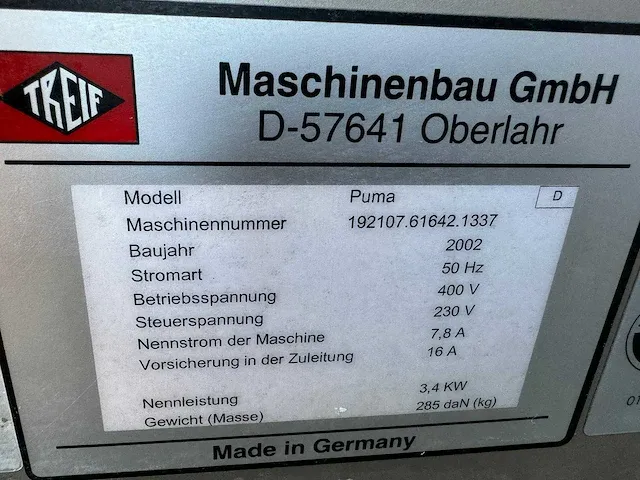 TREIF
Maschinenbau GmbH
D-57641 Oberlahr
Modell Puma D
Maschinennummer 192107.61642.1337
Baujahr 2002
Stromart 50 Hz
Betriebsspannung 400 V
Steuerspannung 230 V
Nennstrom der Maschine 7,8 A
Vorsicherung in der Zuleitung 16 A
Nennleistung 3,4 KW
Gewicht (Masse) 285 daN (kg)
Made in Germany